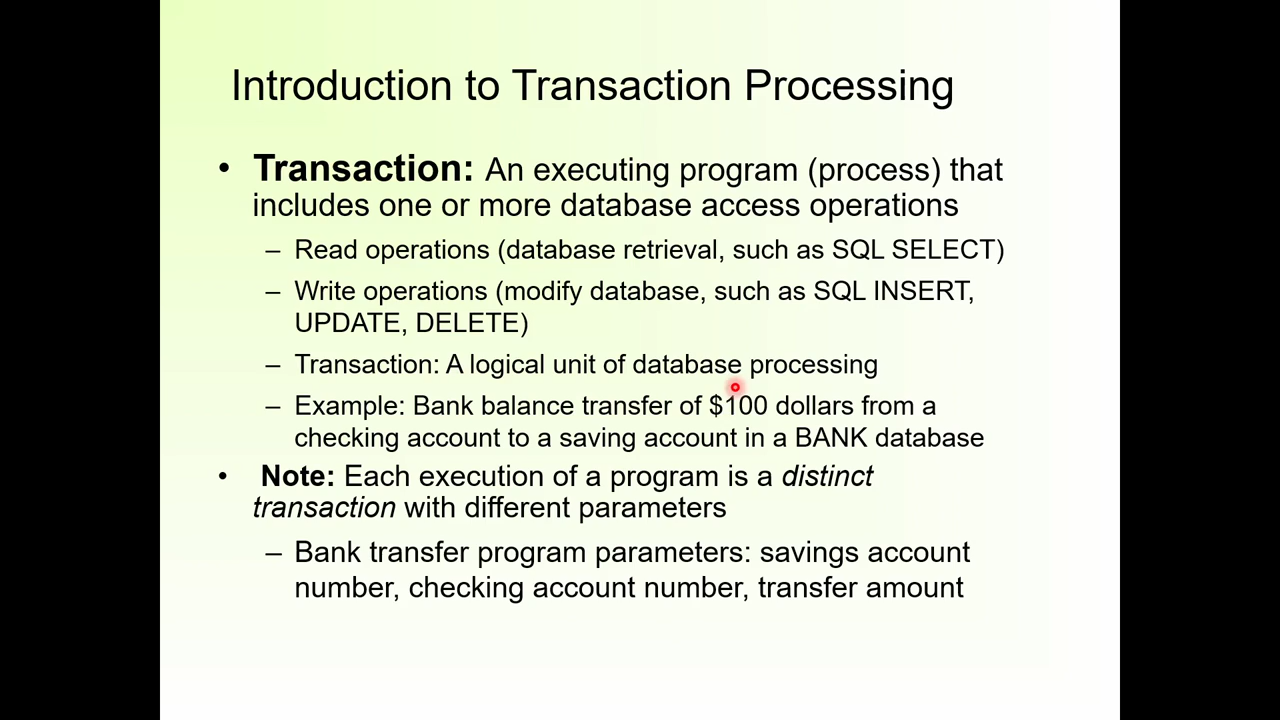 Introduction to Transaction Processing
• Transaction: An executing program (process) that
includes one or more database access operations
– Read operations (database retrieval, such as SQL SELECT)
– Write operations (modify database, such as SQL INSERT,
UPDATE, DELETE)
– Transaction: A logical unit of database processing
– Example: Bank balance transfer of $100 dollars from a
checking account to a saving account in a BANK database
• Note: Each execution of a program is a distinct
transaction with different parameters
– Bank transfer program parameters: savings account
number, checking account number, transfer amount